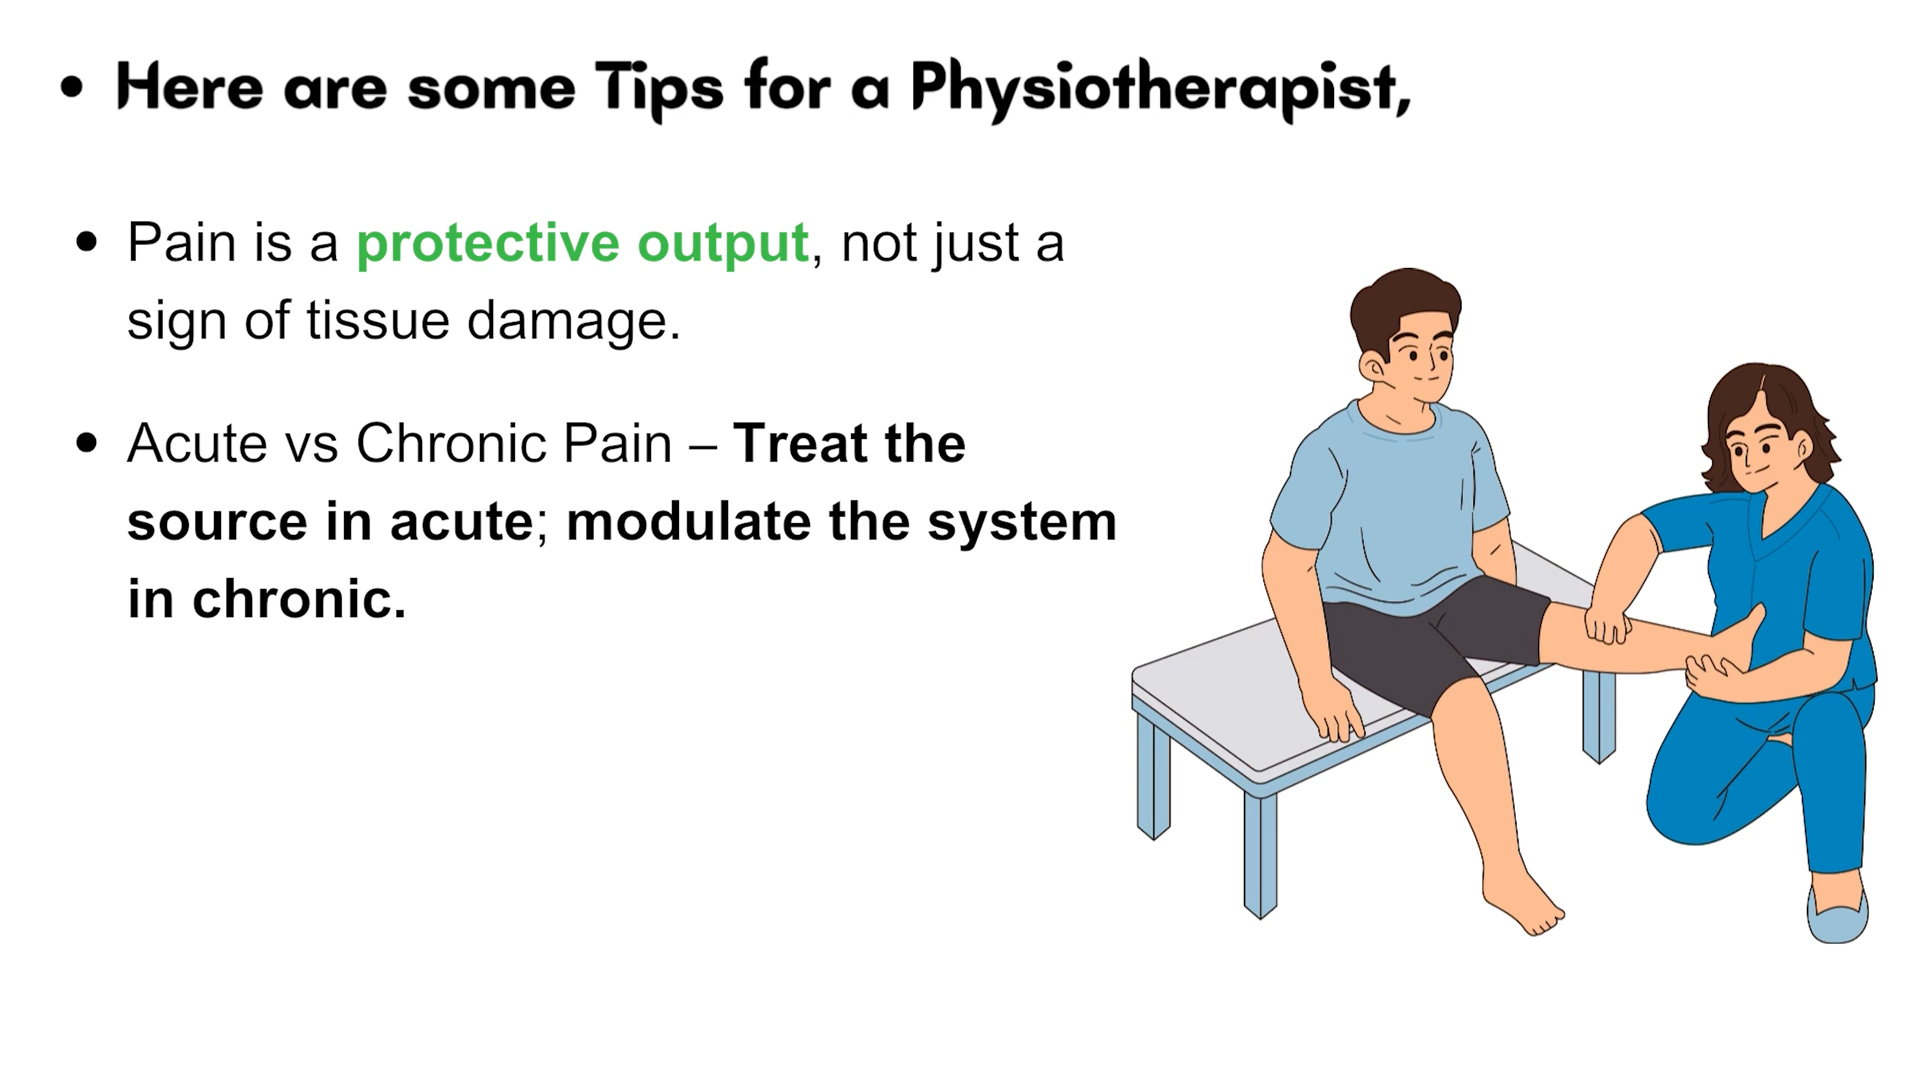 • Here are some Tips for a Physiotherapist,
• Pain is a protective output, not just a
sign of tissue damage.
• Acute vs Chronic Pain – Treat the
source in acute; modulate the system
in chronic.